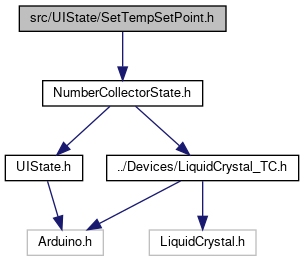 src/UIState/SetTempSetPoint.h
NumberCollectorState.h
UIState.h
../Devices/LiquidCrystal_TC.h
Arduino.h
LiquidCrystal.h